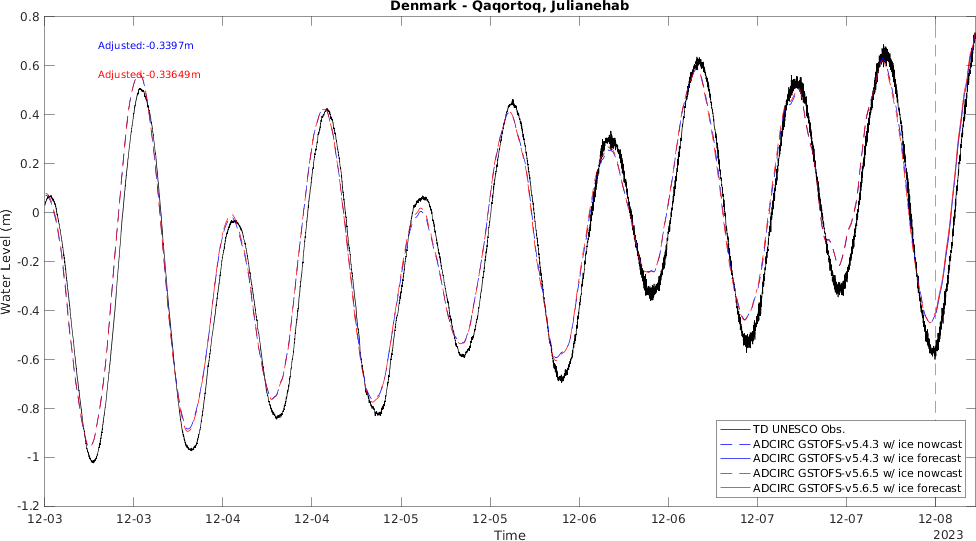 Denmark - Qaqortoq, Julianehab
Adjusted:-0.3397m
Adjusted:-0.33649m
0.8
0.6
0.4
0.2
0
-0.2
-0.4
-0.6
-0.8
-1
-1.2
Water Level (m)
TD UNESCO Obs.
ADCIRC GSTOFS-v5.4.3 w/ ice nowcast
ADCIRC GSTOFS-v5.4.3 w/ ice forecast
ADCIRC GSTOFS-v5.6.5 w/ ice nowcast
ADCIRC GSTOFS-v5.6.5 w/ ice forecast
12-03 12-03 12-04 12-04 12-05 12-05 12-06 12-06 12-07 12-07 12-08
Time
2023